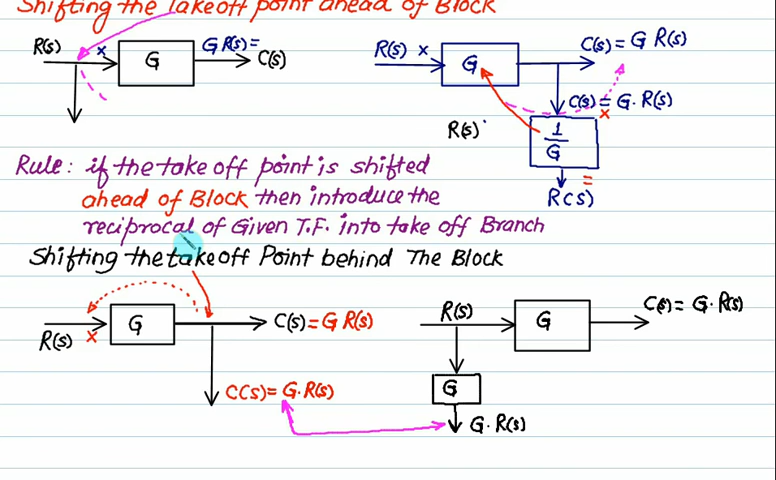 Shifting the Takeoff point ahead of Block
R(s) x G G R(s) = C(s)
R(s) x G C(s) = G R(s)
C(s) = G. R(s)
x
R(s)
1
G
=
R(s)
Rule: if the take off point is shifted
ahead of Block then introduce the
reciprocal of Given T.F. into take off Branch
Shifting the takeoff Point behind The Block
R(s) x G C(s) = G R(s)
C(s) = G. R(s)
R(s) G C(s) = G. R(s)
G
G. R(s)